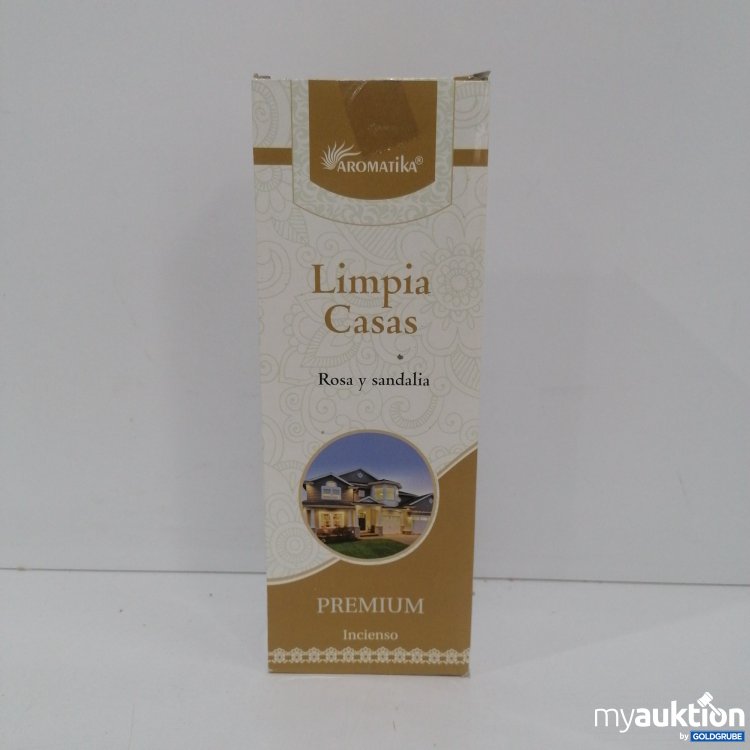 AROMATIKA®
Limpia
Casas
Rosa y sandalia
PREMIUM
Incienso
myauktion
by GOLDGRUBE